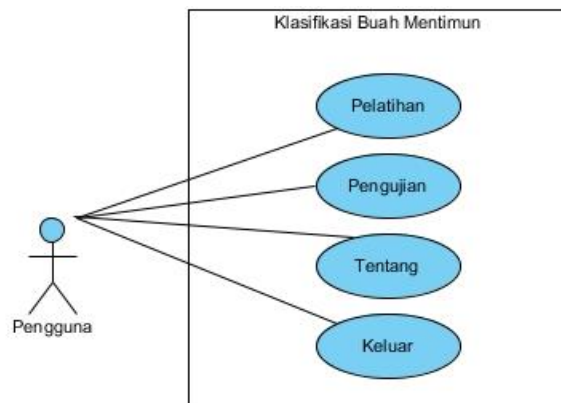 Klasifikasi Buah Mentimun
Pelatihan
Pengujian
Tentang
Keluar
Pengguna